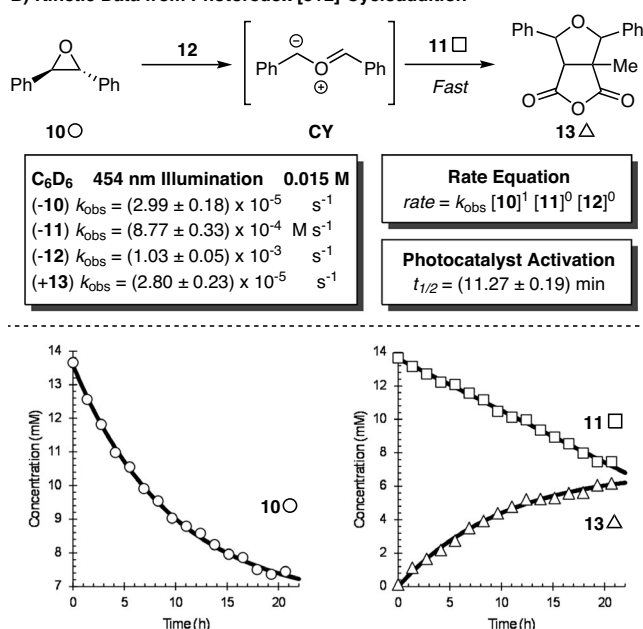 B) Kinetic Data from Photoredox [3+2] Cycloaddition
O
Ph
Ph
10○
12
Ph
⊖
O
⊕
Ph
CY
11□
Fast
Ph
O
Ph
Me
O
O
O
13△
C6D6 454 nm Illumination 0.015 M
(-10) kobs = (2.99 ± 0.18) x 10-5 s-1
(-11) kobs = (8.77 ± 0.33) x 10-4 M s-1
(-12) kobs = (1.03 ± 0.05) x 10-3 s-1
(+13) kobs = (2.80 ± 0.23) x 10-5 s-1
Rate Equation
rate = kobs [10]1 [11]0 [12]0
Photocatalyst Activation
t1/2 = (11.27 ± 0.19) min
Concentration (mM)
14
13
12
11
10
9
8
7
0
5
10
15
20
Time (h)
10○
Concentration (mM)
14
12
10
8
6
4
2
0
0
5
10
15
20
Time (h)
11□
13△